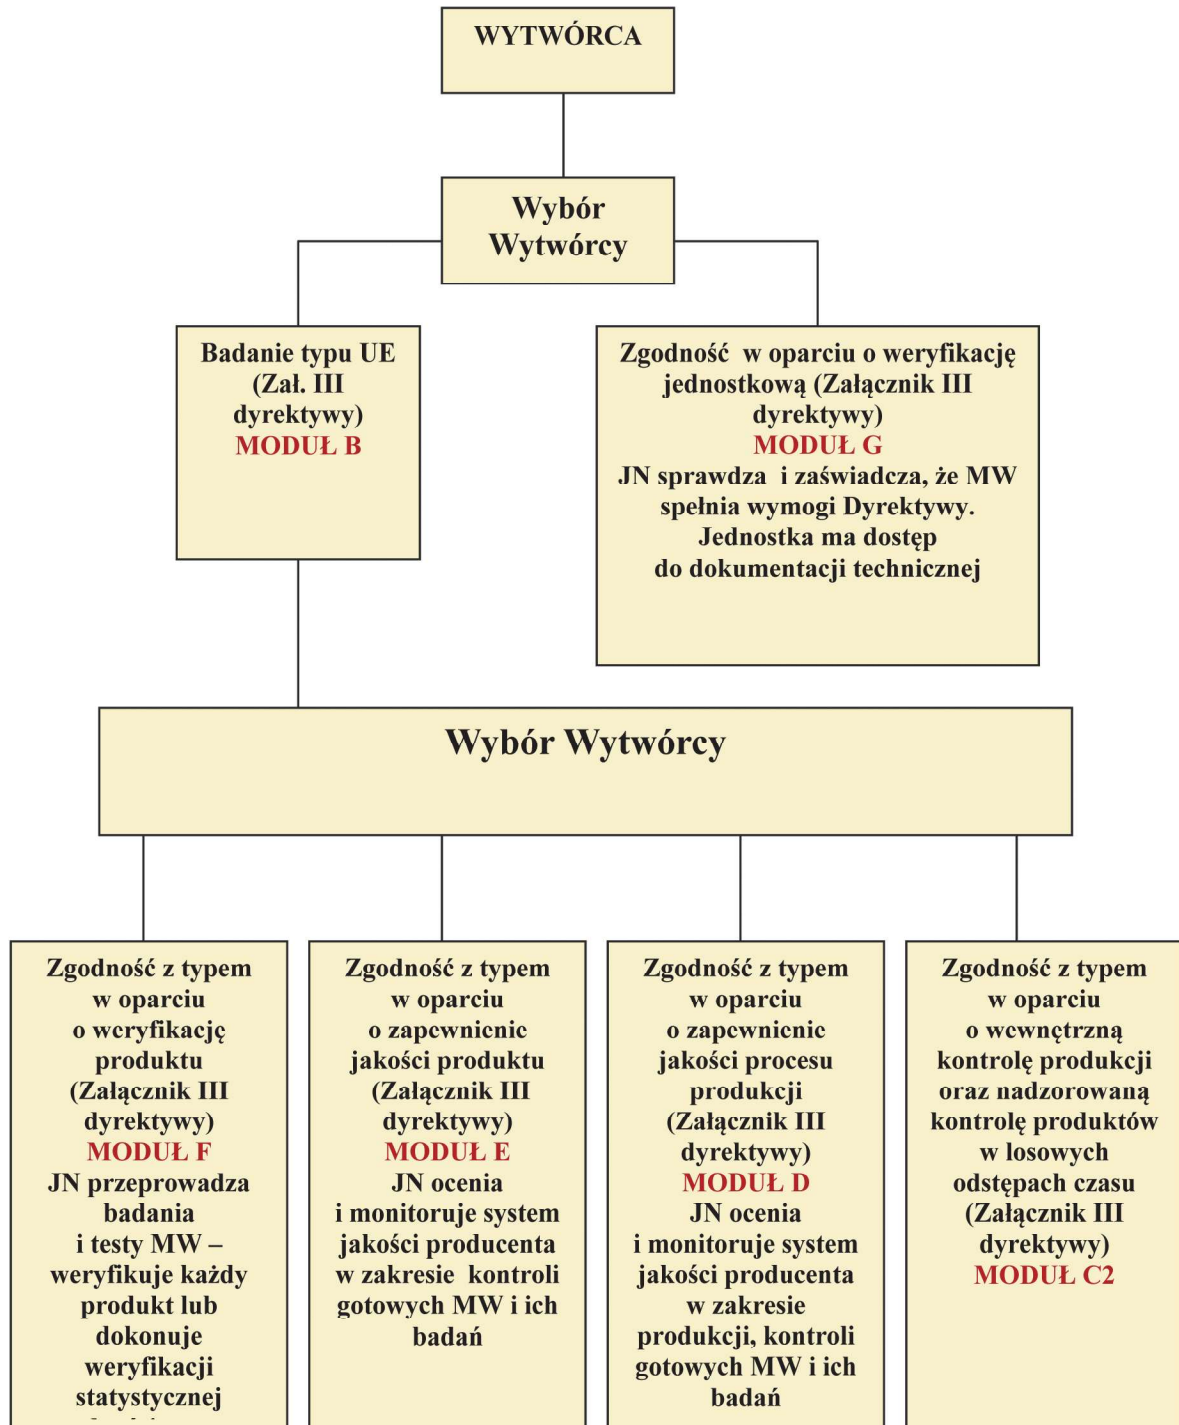 WYTWÓRCA
Wybór
Wytwórcy
Badanie typu UE
(Zał. III
dyrektywy)
MODUŁ B
Zgodność w oparciu o weryfikację
jednostkową (Załącznik III
dyrektywy)
MODUŁ G
JN sprawdza i zaświadcza, że MW
spełnia wymogi Dyrektywy.
Jednostka ma dostęp
do dokumentacji technicznej
Wybór Wytwórcy
Zgodność z typem
w oparciu
o weryfikację
produktu
(Załącznik III
dyrektywy)
MODUŁ F
JN przeprowadza
badania
i testy MW –
weryfikuje każdy
produkt lub
dokonuje
weryfikacji
statystycznej
Zgodność z typem
w oparciu
o zapewnienie
jakości produktu
(Załącznik III
dyrektywy)
MODUŁ E
JN ocenia
i monitoruje system
jakości producenta
w zakresie kontroli
gotowych MW i ich
badań
Zgodność z typem
w oparciu
o zapewnienie
jakości procesu
produkcji
(Załącznik III
dyrektywy)
MODUŁ D
JN ocenia
i monitoruje system
jakości producenta
w zakresie
produkcji, kontroli
gotowych MW i ich
badań
Zgodność z typem
w oparciu
o wewnętrzną
kontrolę produkcji
oraz nadzorowaną
kontrolę produktów
w losowych
odstępach czasu
(Załącznik III
dyrektywy)
MODUŁ C2